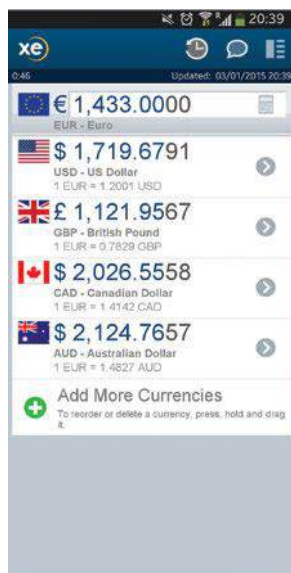 20:39
xe
0:46 Updated: 03/01/2015 20:39
€ 1,433.0000
EUR - Euro
$ 1,719.6791
USD - US Dollar
1 EUR = 1.2001 USD
£ 1,121.9567
GBP - British Pound
1 EUR = 0.7829 GBP
$ 2,026.5558
CAD - Canadian Dollar
1 EUR = 1.4142 CAD
$ 2,124.7657
AUD - Australian Dollar
1 EUR = 1.4827 AUD
Add More Currencies
To reorder or delete a currency, press, hold and drag
it.